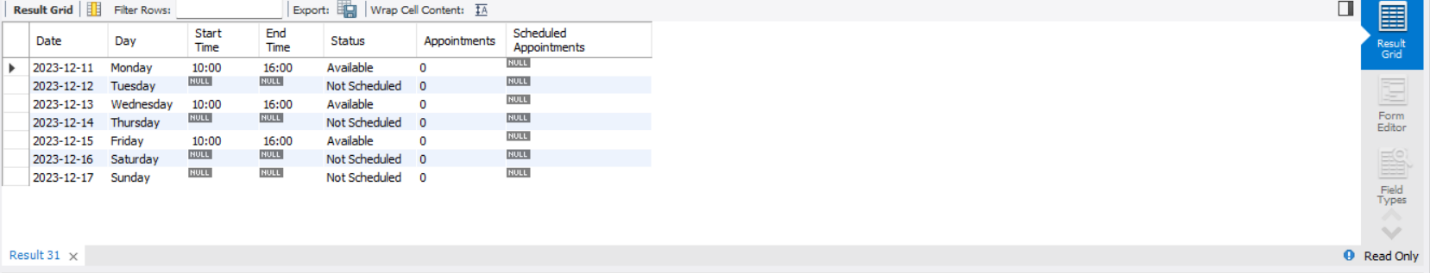 Result Grid Filter Rows: Export: Wrap Cell Content: IA
Date Day Start Time End Time Status Appointments Scheduled Appointments
2023-12-11 Monday 10:00 16:00 Available 0 NULL
2023-12-12 Tuesday NULL NULL Not Scheduled 0 NULL
2023-12-13 Wednesday 10:00 16:00 Available 0 NULL
2023-12-14 Thursday NULL NULL Not Scheduled 0 NULL
2023-12-15 Friday 10:00 16:00 Available 0 NULL
2023-12-16 Saturday NULL NULL Not Scheduled 0 NULL
2023-12-17 Sunday NULL NULL Not Scheduled 0 NULL
Result
Grid
Form
Editor
Field
Types
Result 31 x
Read Only